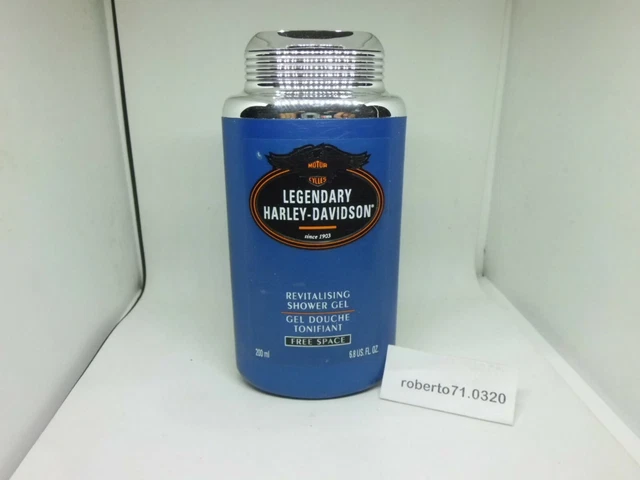 MOTOR
CYCLES
LEGENDARY
HARLEY-DAVIDSON®
since 1903
REVITALISING
SHOWER GEL
GEL DOUCHE
TONIFIANT
FREE SPACE
200 ml 6.8 US. FL. OZ.
roberto71.0320